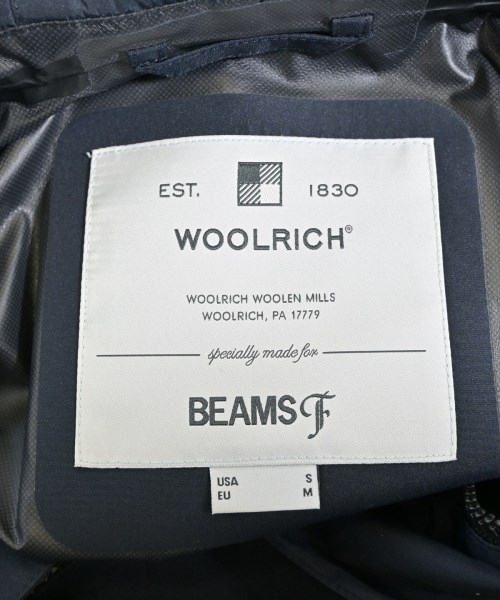 EST. 1830
WOOLRICH®
WOOLRICH WOOLEN MILLS
WOOLRICH, PA 17779
specially made for
BEAMS F
USA S
EU M